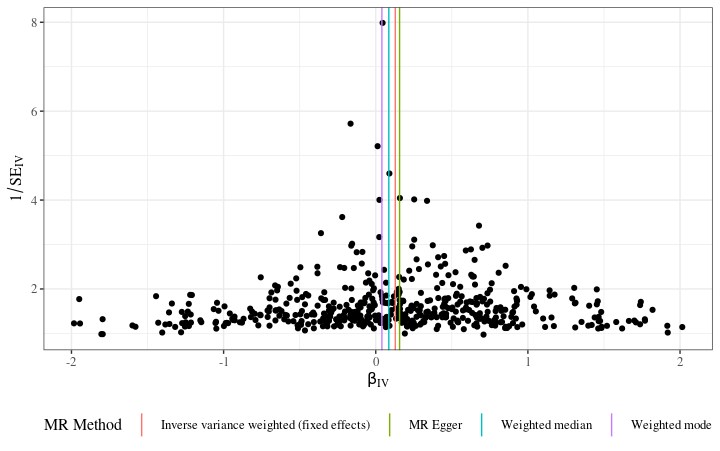 8
6
4
2
1/SE_IV
-2 -1 0 1 2
β_IV
MR Method Inverse variance weighted (fixed effects) MR Egger Weighted median Weighted mode